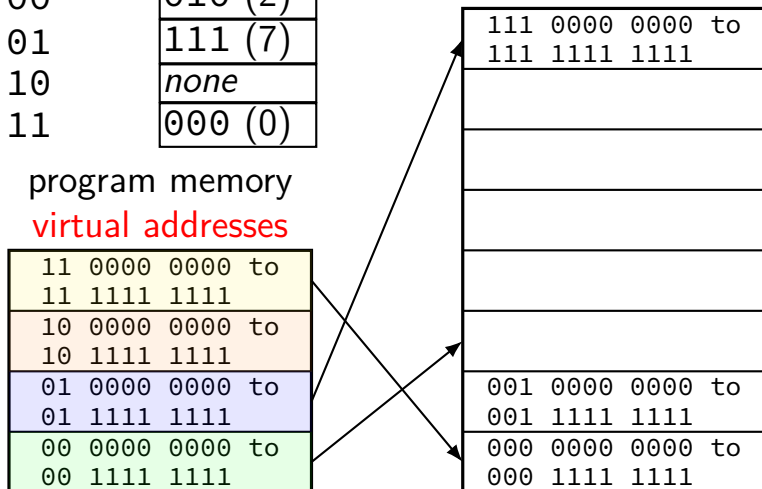 00 010 (2)
01 111 (7)
10 none
11 000 (0)
program memory
virtual addresses
11 0000 0000 to
11 1111 1111
10 0000 0000 to
10 1111 1111
01 0000 0000 to
01 1111 1111
00 0000 0000 to
00 1111 1111
111 0000 0000 to
111 1111 1111
001 0000 0000 to
001 1111 1111
000 0000 0000 to
000 1111 1111